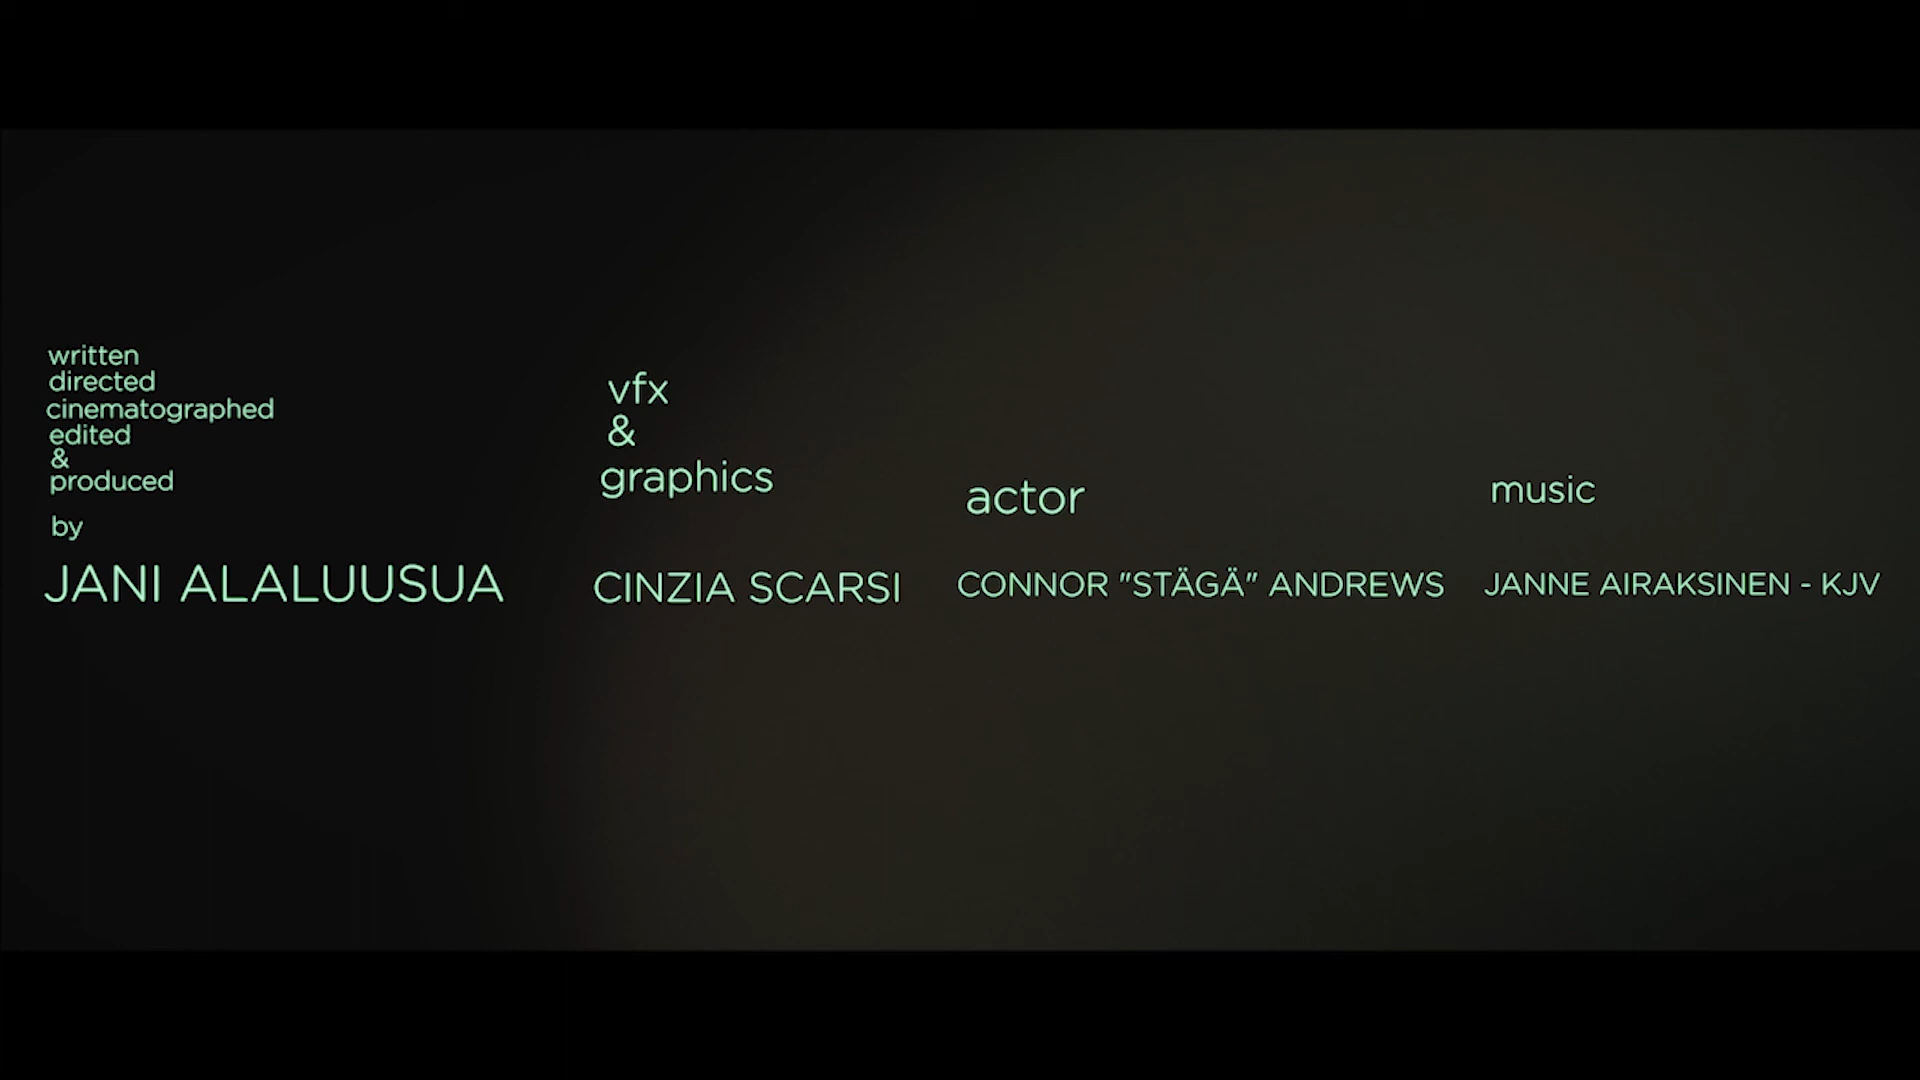 written
directed
cinematographed
edited
&
produced
by
JANI ALALUUSUA
vfx
&
graphics
CINZIA SCARSI
actor
CONNOR "STÄGÄ" ANDREWS
music
JANNE AIRAKSINEN - KJV